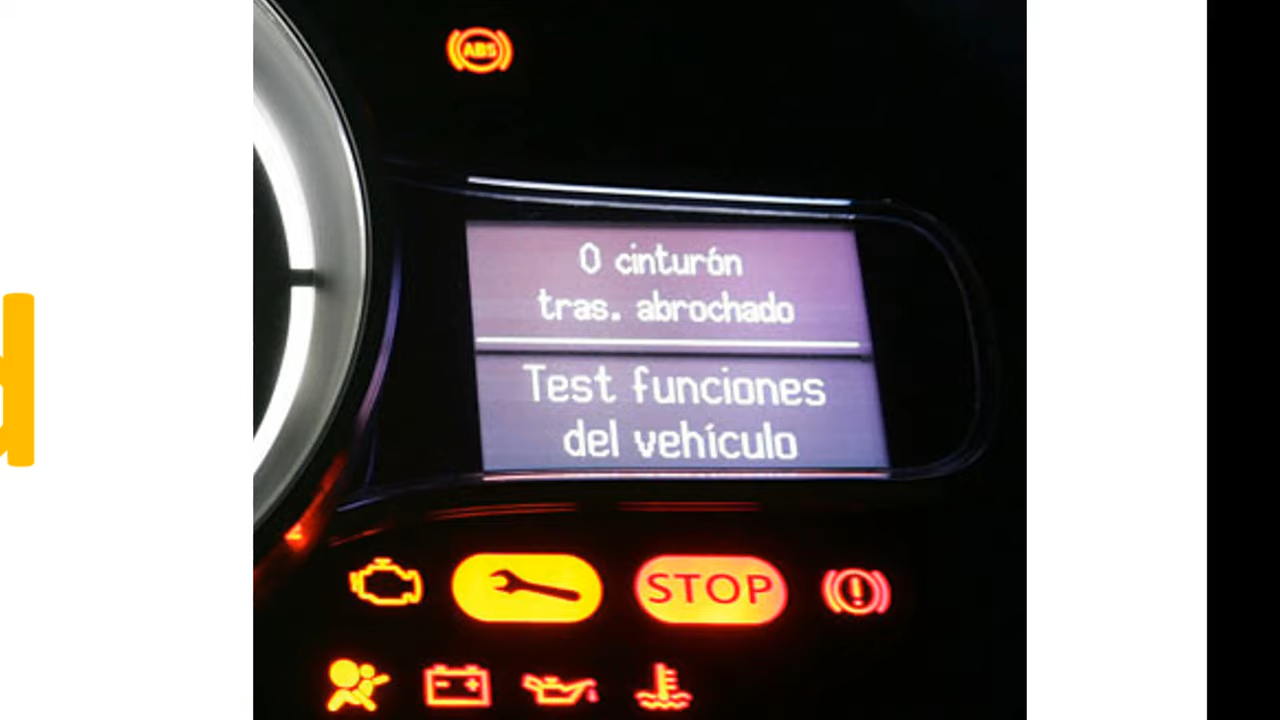 ABS
0 cinturón
tras. abrochado
Test funciones
del vehículo
STOP
d